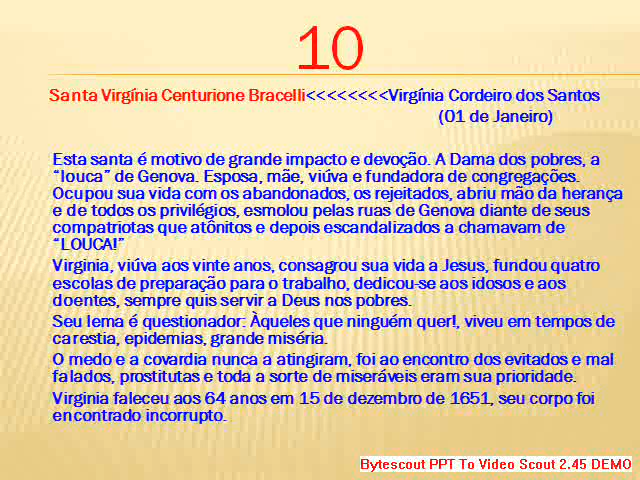 10
Santa Virgínia Centurione Bracelli<<<<<<<<Virgínia Cordeiro dos Santos
(01 de Janeiro)
Esta santa é motivo de grande impacto e devoção. A Dama dos pobres, a
“louca” de Genova. Esposa, mãe, viúva e fundadora de congregações.
Ocupou sua vida com os abandonados, os rejeitados, abriu mão da herança
e de todos os privilégios, esmolou pelas ruas de Genova diante de seus
compatriotas que atônitos e depois escandalizados a chamavam de
“LOUCA!”
Virginia, viúva aos vinte anos, consagrou sua vida a Jesus, fundou quatro
escolas de preparação para o trabalho, dedicou-se aos idosos e aos
doentes, sempre quis servir a Deus nos pobres.
Seu lema é questionador: Àqueles que ninguém quer!, viveu em tempos de
carestia, epidemias, grande miséria.
O medo e a covardia nunca a atingiram, foi ao encontro dos evitados e mal
falados, prostitutas e toda a sorte de miseráveis eram sua prioridade.
Virginia faleceu aos 64 anos em 15 de dezembro de 1651, seu corpo foi
encontrado incorrupto.
Bytescout PPT To Video Scout 2.45 DEMO